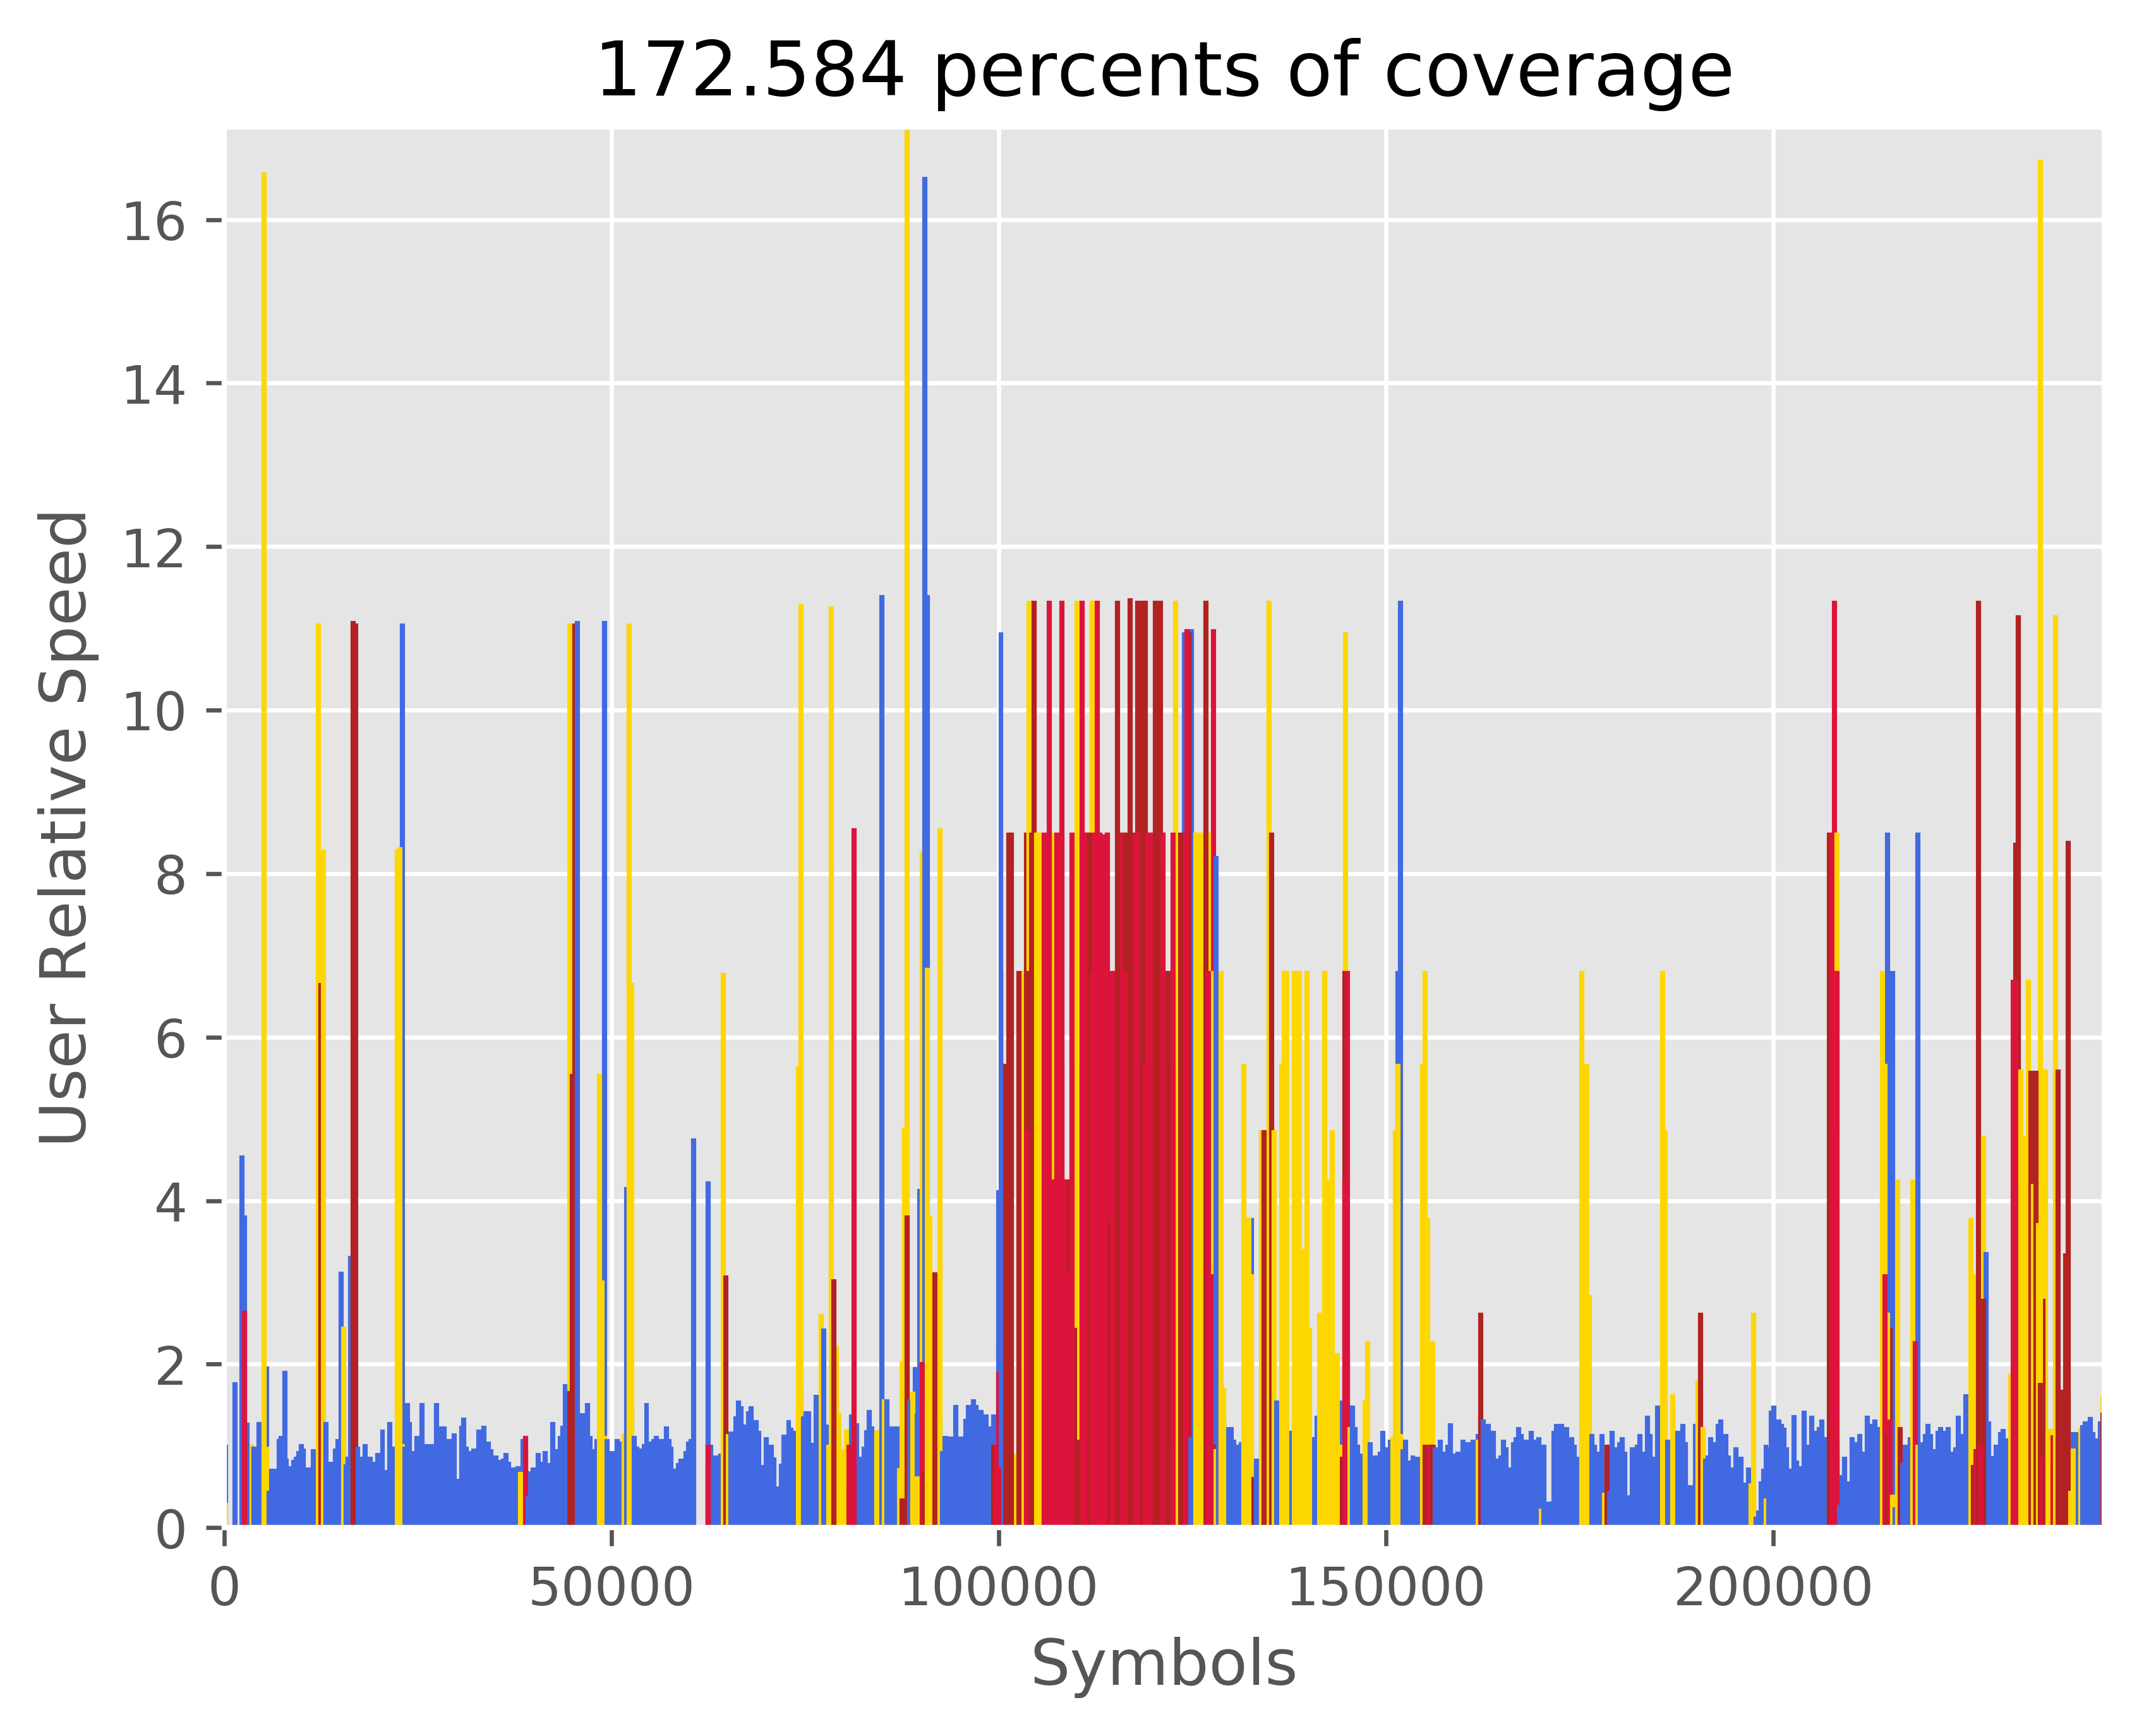 172.584 percents of coverage
16
14
12
10
8
6
4
2
0
User Relative Speed
0 50000 100000 150000 200000
Symbols